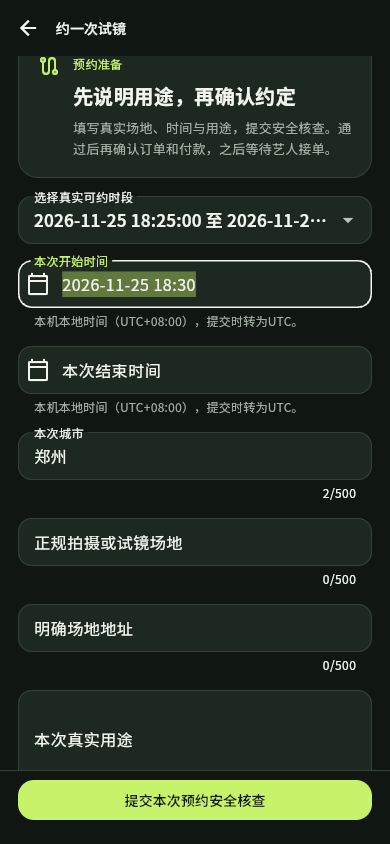 约一次试镜
预约准备
先说明用途，再确认约定
填写真实场地、时间与用途，提交安全核查。通
过后再确认订单和付款，之后等待艺人接单。
选择真实可约时段
2026-11-25 18:25:00 至 2026-11-2…
本次开始时间
2026-11-25 18:30
本机本地时间（UTC+08:00），提交时转为UTC。
本次结束时间
本机本地时间（UTC+08:00），提交时转为UTC。
本次城市
郑州
2/500
正规拍摄或试镜场地
0/500
明确场地地址
0/500
本次真实用途
提交本次预约安全核查